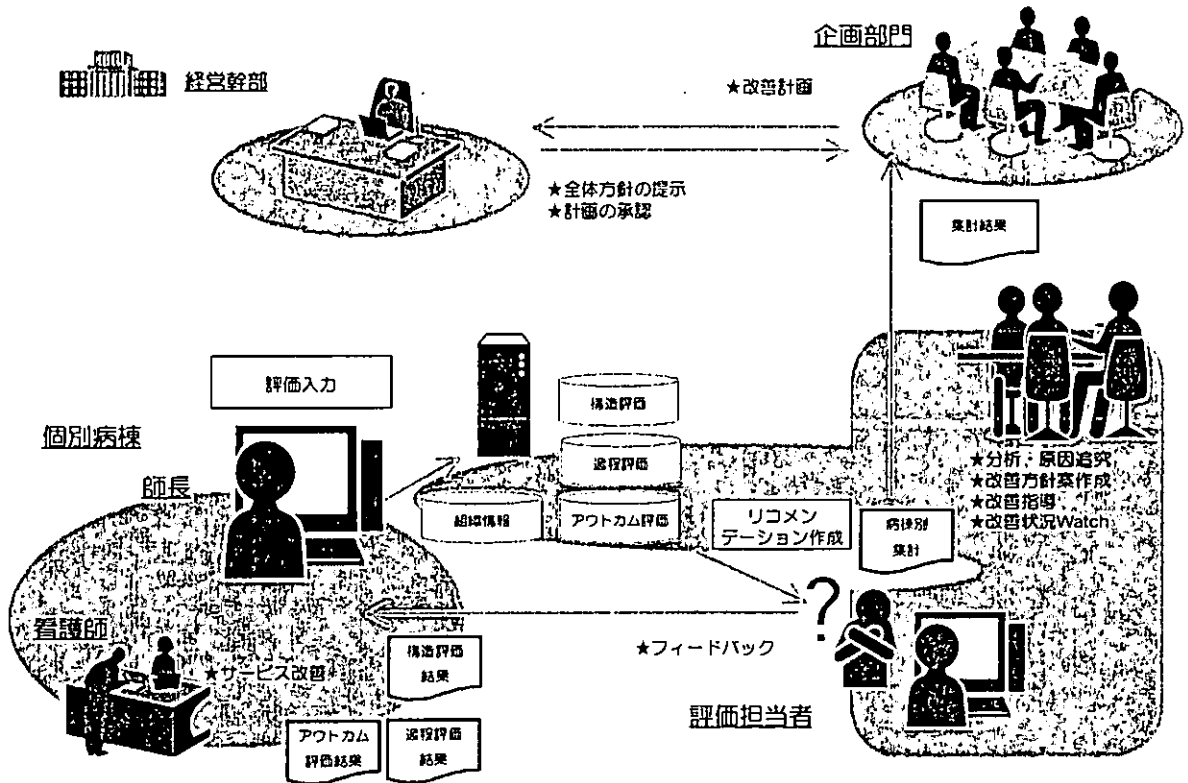 企画部門
経営幹部
★改善計画
★全体方針の提示
★計画の承認
集計結果
評価入力
構造評価
個別病棟
過程評価
師長
組織情報
アウトカム評価
リコメン
デーション作成
病棟別
集計
★分析・原因追究
★改善方針案作成
★改善指導
★改善状況Watch
?
看護師
★サービス改善
構造評価
結果
★フィードバック
評価担当者
アウトカム
評価結果
過程評価
結果